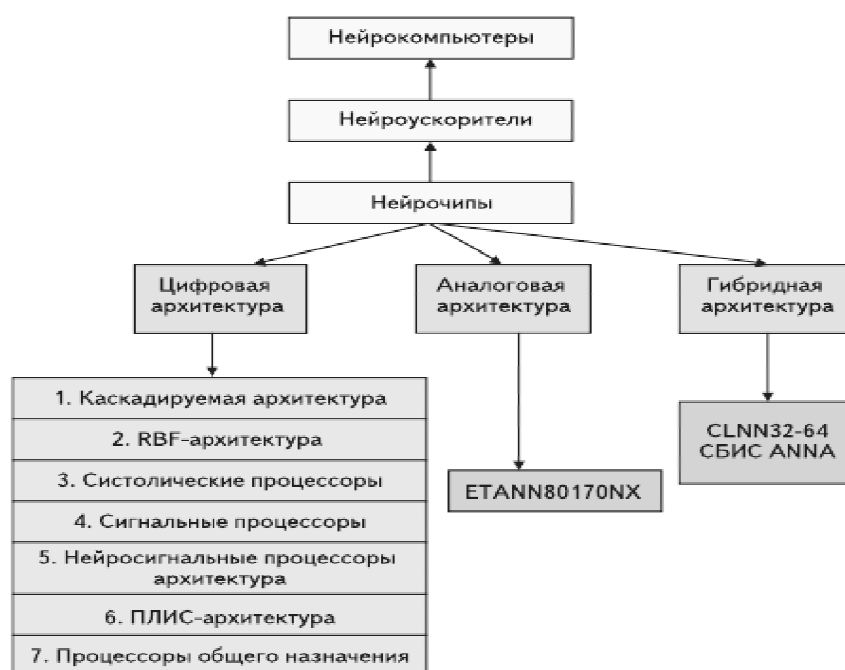 Нейрокомпьютеры
Нейроускорители
Нейрочипы
Цифровая
архитектура
Аналоговая
архитектура
Гибридная
архитектура
1. Каскадируемая архитектура
2. RBF-архитектура
3. Систолические процессоры
4. Сигнальные процессоры
5. Нейросигнальные процессоры
архитектура
6. ПЛИС-архитектура
7. Процессоры общего назначения
ETANN80170NX
CLNN32-64
СБИС ANNA